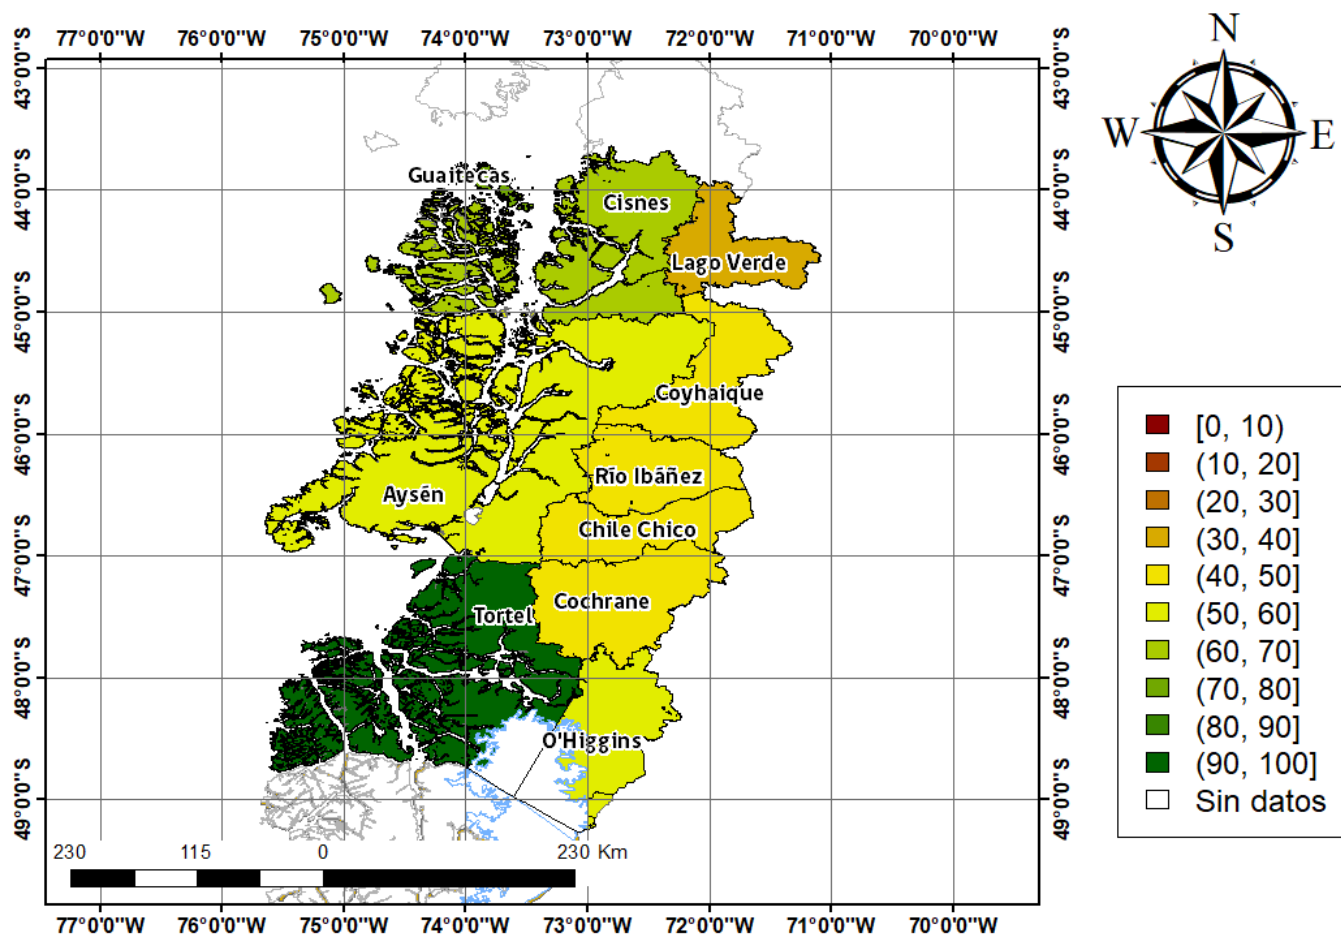 77°0'0"W 76°0'0"W 75°0'0"W 74°0'0"W 73°0'0"W 72°0'0"W 71°0'0"W 70°0'0"W
N
W E
S
43°0'0"S 43°0'0"S
44°0'0"S 44°0'0"S
45°0'0"S 45°0'0"S
46°0'0"S 46°0'0"S
47°0'0"S 47°0'0"S
48°0'0"S 48°0'0"S
49°0'0"S 49°0'0"S
Guaitecas
Cisnes
Lago Verde
Coyhaique
Río Ibáñez
Aysén
Chile Chico
Cochrane
Tortel
O'Higgins
[0, 10)
(10, 20]
(20, 30]
(30, 40]
(40, 50]
(50, 60]
(60, 70]
(70, 80]
(80, 90]
(90, 100]
Sin datos
230 115 0 230 Km
77°0'0"W 76°0'0"W 75°0'0"W 74°0'0"W 73°0'0"W 72°0'0"W 71°0'0"W 70°0'0"W